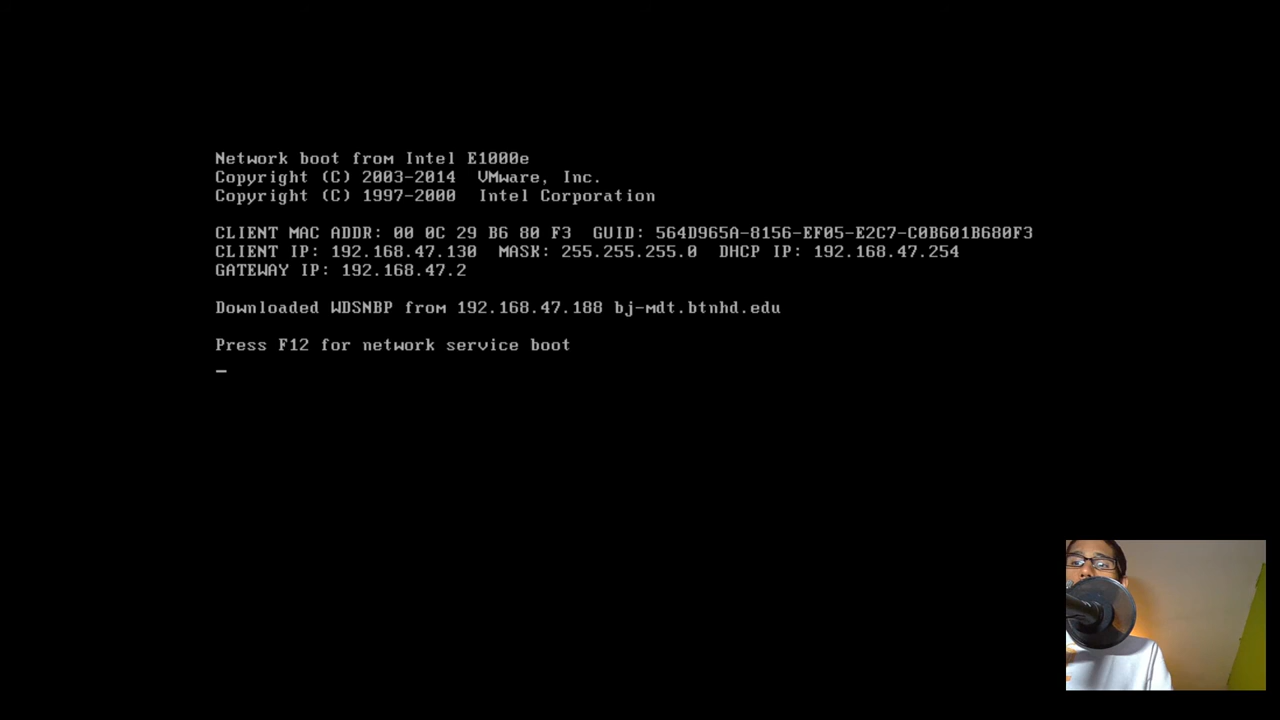 Network boot from Intel E1000e
Copyright (C) 2003-2014  VMware, Inc.
Copyright (C) 1997-2000  Intel Corporation
CLIENT MAC ADDR: 00 0C 29 B6 80 F3  GUID: 564D965A-8156-EF05-E2C7-C0B601B680F3
CLIENT IP: 192.168.47.130  MASK: 255.255.255.0  DHCP IP: 192.168.47.254
GATEWAY IP: 192.168.47.2
Downloaded WDSNBP from 192.168.47.188 bj-mdt.btnhd.edu
Press F12 for network service boot
_